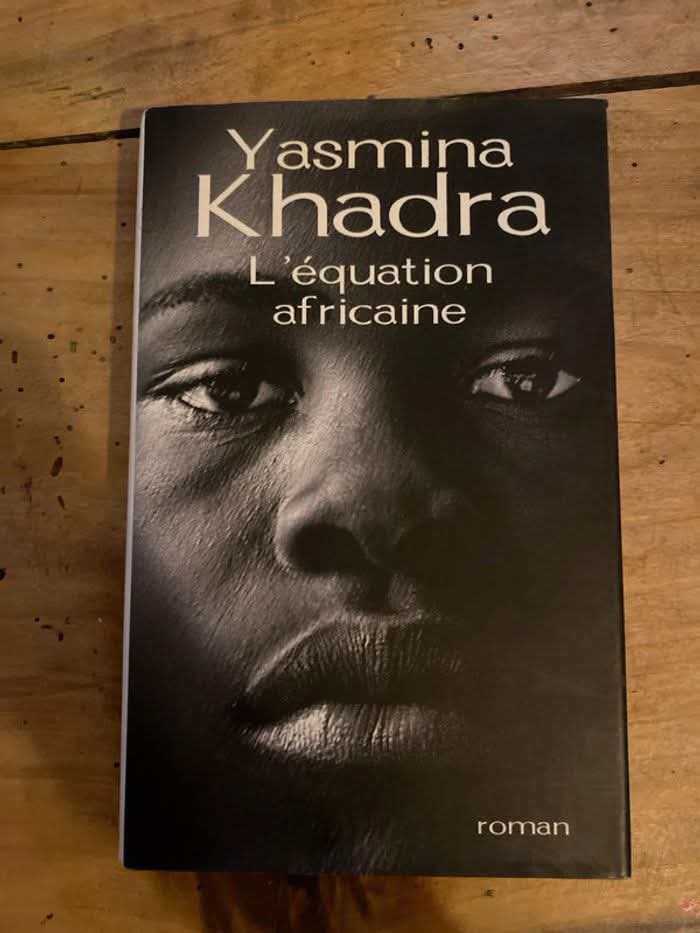 Yasmina
Khadra
L'équation
africaine
roman